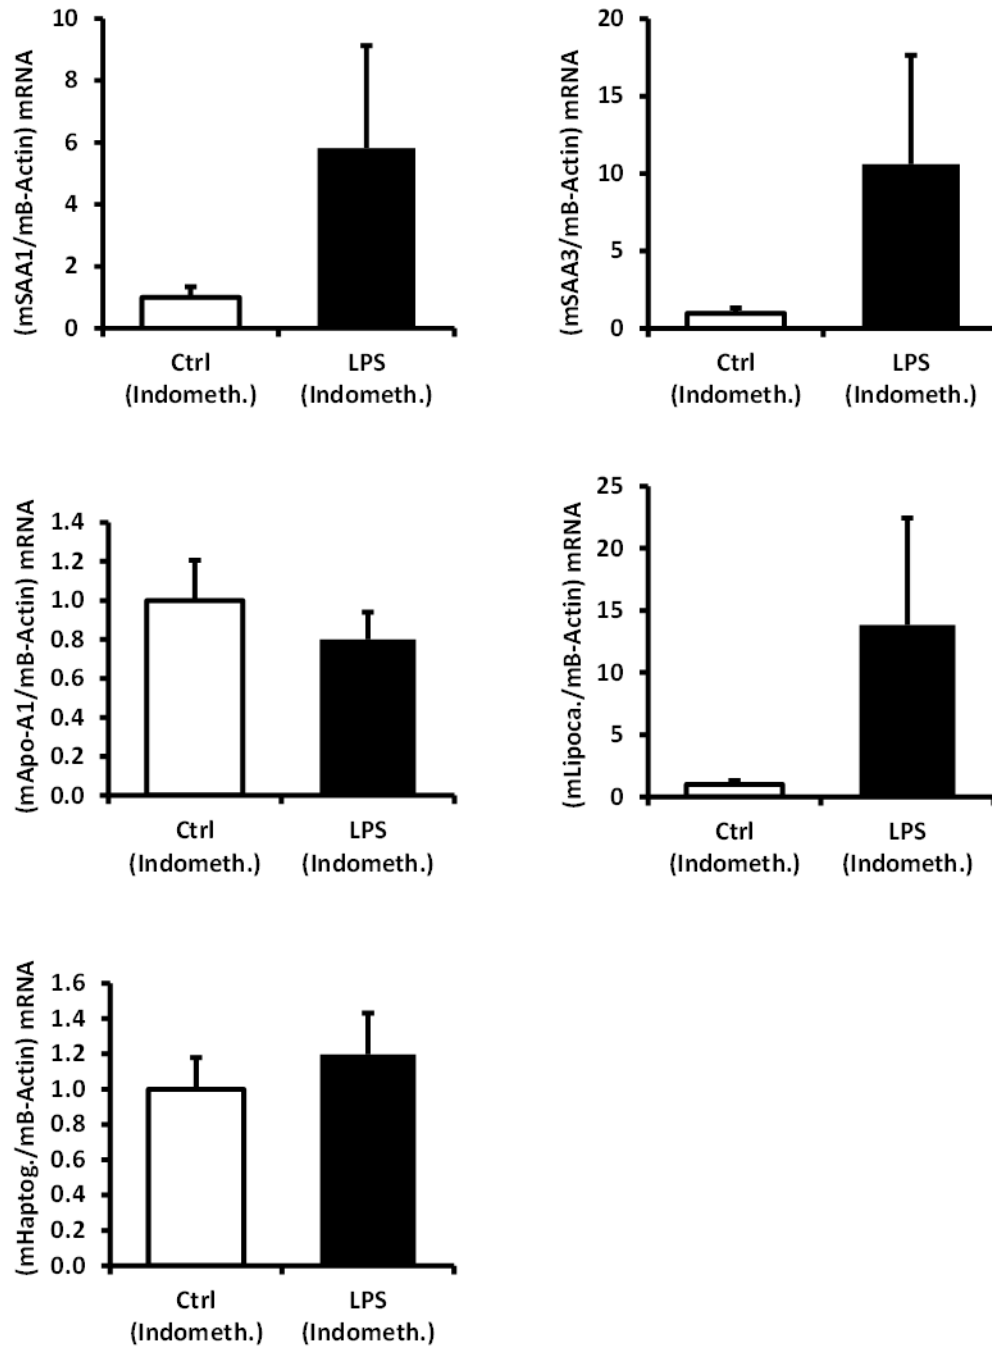 (mSAA1/mB-Actin) mRNA
10
8
6
4
2
0
Ctrl
(Indometh.)
LPS
(Indometh.)
(mSAA3/mB-Actin) mRNA
20
15
10
5
0
Ctrl
(Indometh.)
LPS
(Indometh.)
(mApo-A1/mB-Actin) mRNA
1.4
1.2
1.0
0.8
0.6
0.4
0.2
0.0
Ctrl
(Indometh.)
LPS
(Indometh.)
(mLipoca./mB-Actin) mRNA
25
20
15
10
5
0
Ctrl
(Indometh.)
LPS
(Indometh.)
(mHaptog./mB-Actin) mRNA
1.6
1.4
1.2
1.0
0.8
0.6
0.4
0.2
0.0
Ctrl
(Indometh.)
LPS
(Indometh.)